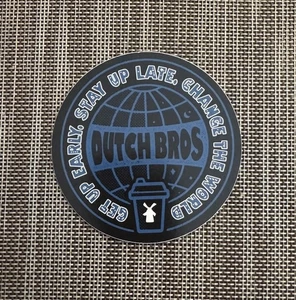 GET UP EARLY. STAY UP LATE. CHANGE THE WORLD
DUTCH BROS